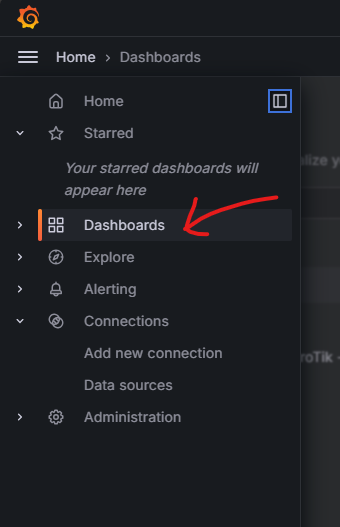 Home › Dashboards
Home
Starred
Your starred dashboards will
appear here
Dashboards
Explore
Alerting
Connections
Add new connection
Data sources
Administration